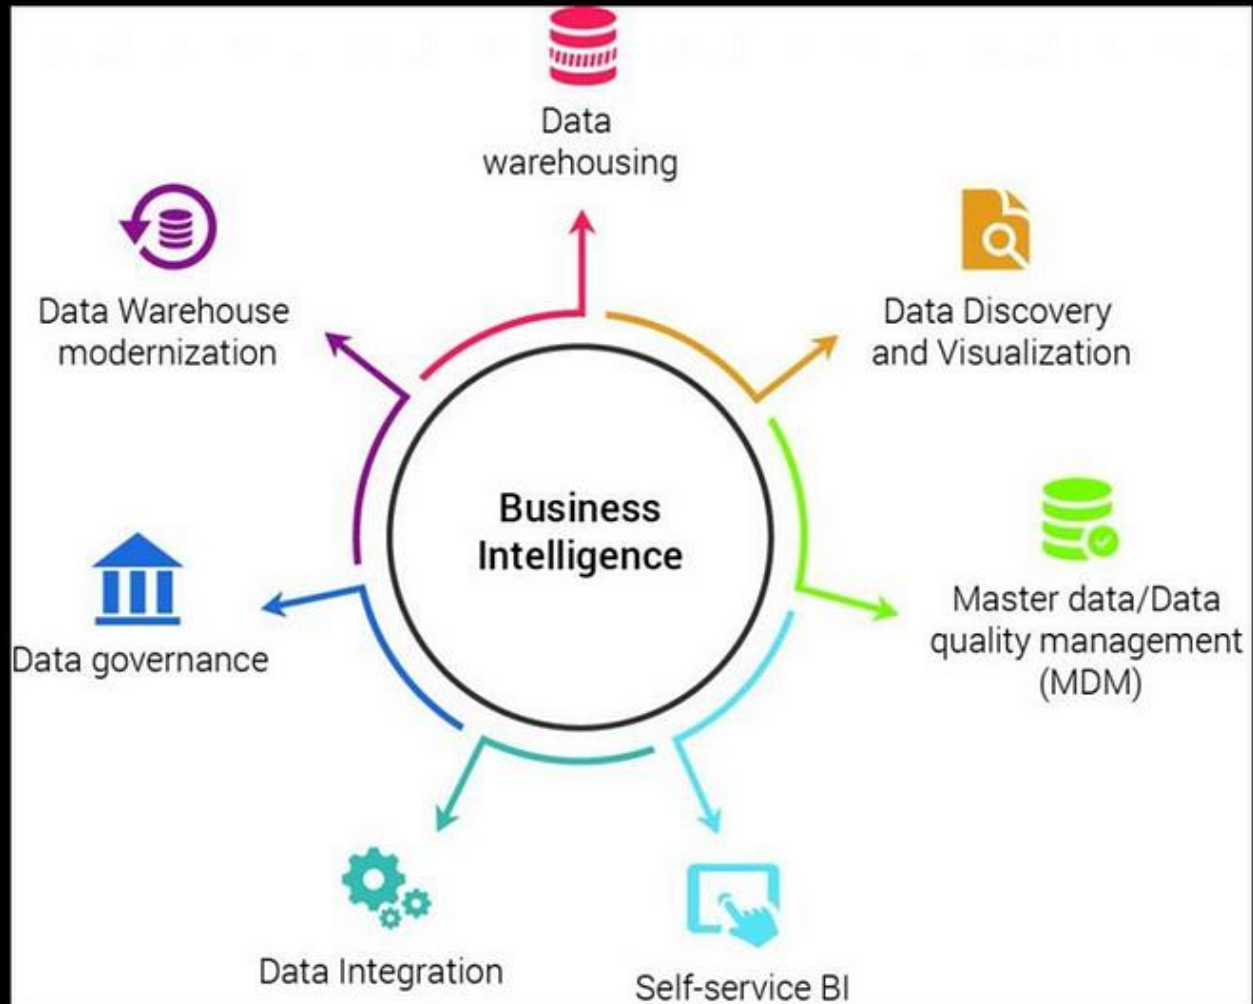 Data
warehousing
Data Discovery
and Visualization
Master data/Data
quality management
(MDM)
Self-service BI
Data Integration
Data governance
Data Warehouse
modernization
Business
Intelligence